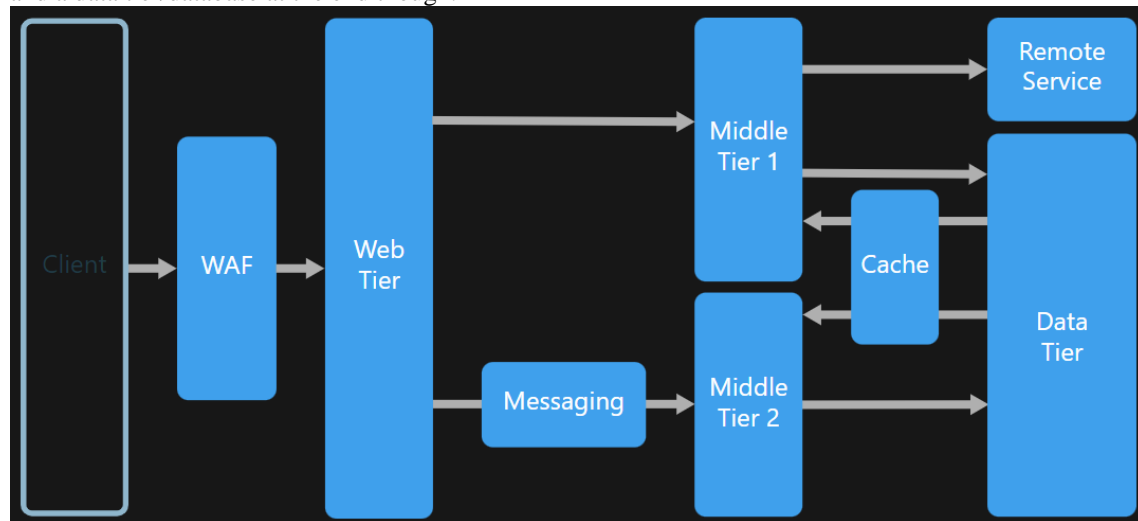 Client
WAF
Web
Tier
Messaging
Middle
Tier 1
Middle
Tier 2
Cache
Remote
Service
Data
Tier